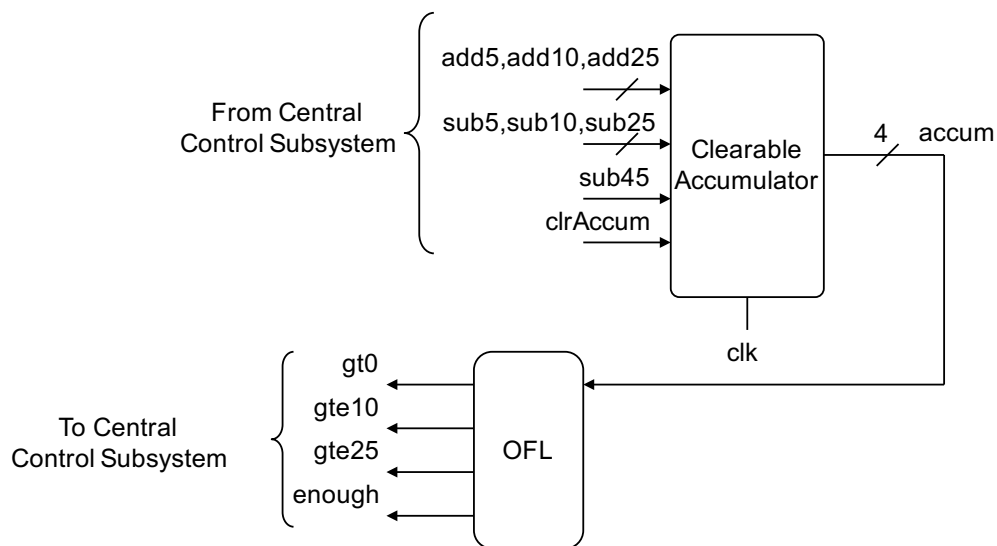 add5,add10,add25
From Central
Control Subsystem
sub5,sub10,sub25
sub45
clrAccum
Clearable
Accumulator
4
accum
clk
To Central
Control Subsystem
gt0
gte10
gte25
enough
OFL